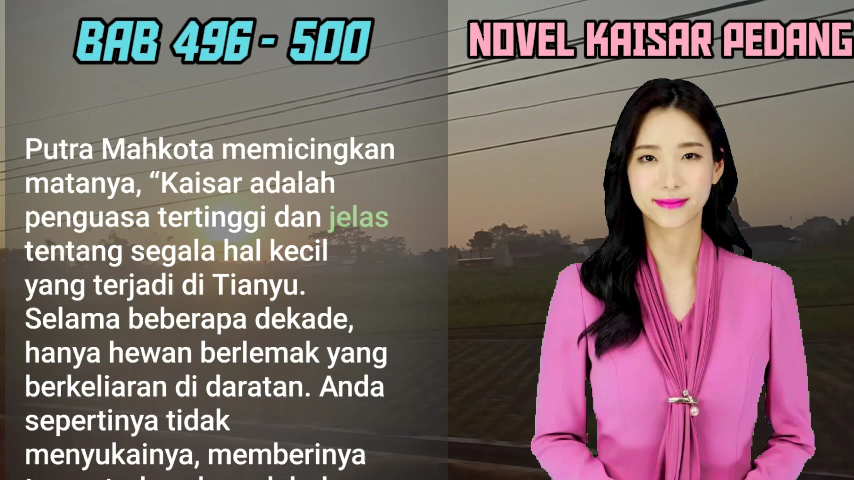 BAB 496 - 500
NOVEL KAISAR PEDANG
Putra Mahkota memicingkan
matanya, “Kaisar adalah
penguasa tertinggi dan jelas
tentang segala hal kecil
yang terjadi di Tianyu.
Selama beberapa dekade,
hanya hewan berlemak yang
berkeliaran di daratan. Anda
sepertinya tidak
menyukainya, memberinya